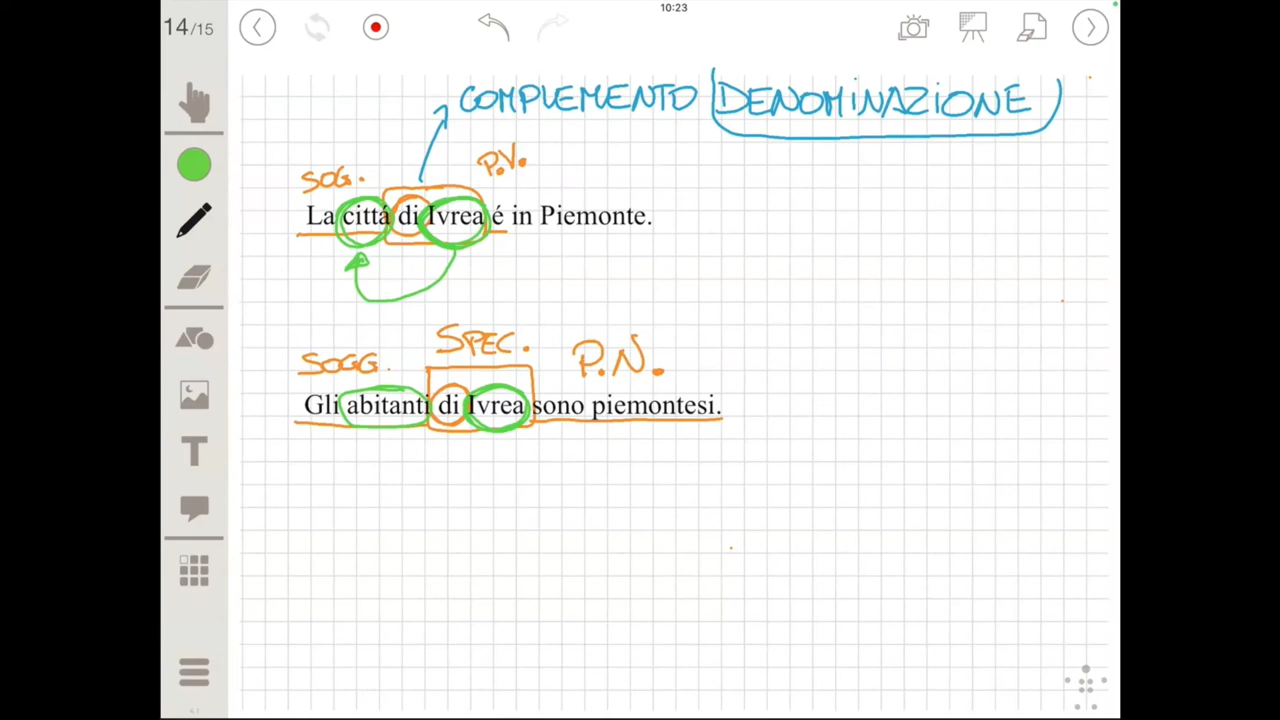 10:23
14/15
COMPLEMENTO DENOMINAZIONE
SOG. P.V.
La cittá di Ivrea é in Piemonte.
SOGG. SPEC. P.N.
Gli abitanti di Ivrea sono piemontesi.
T